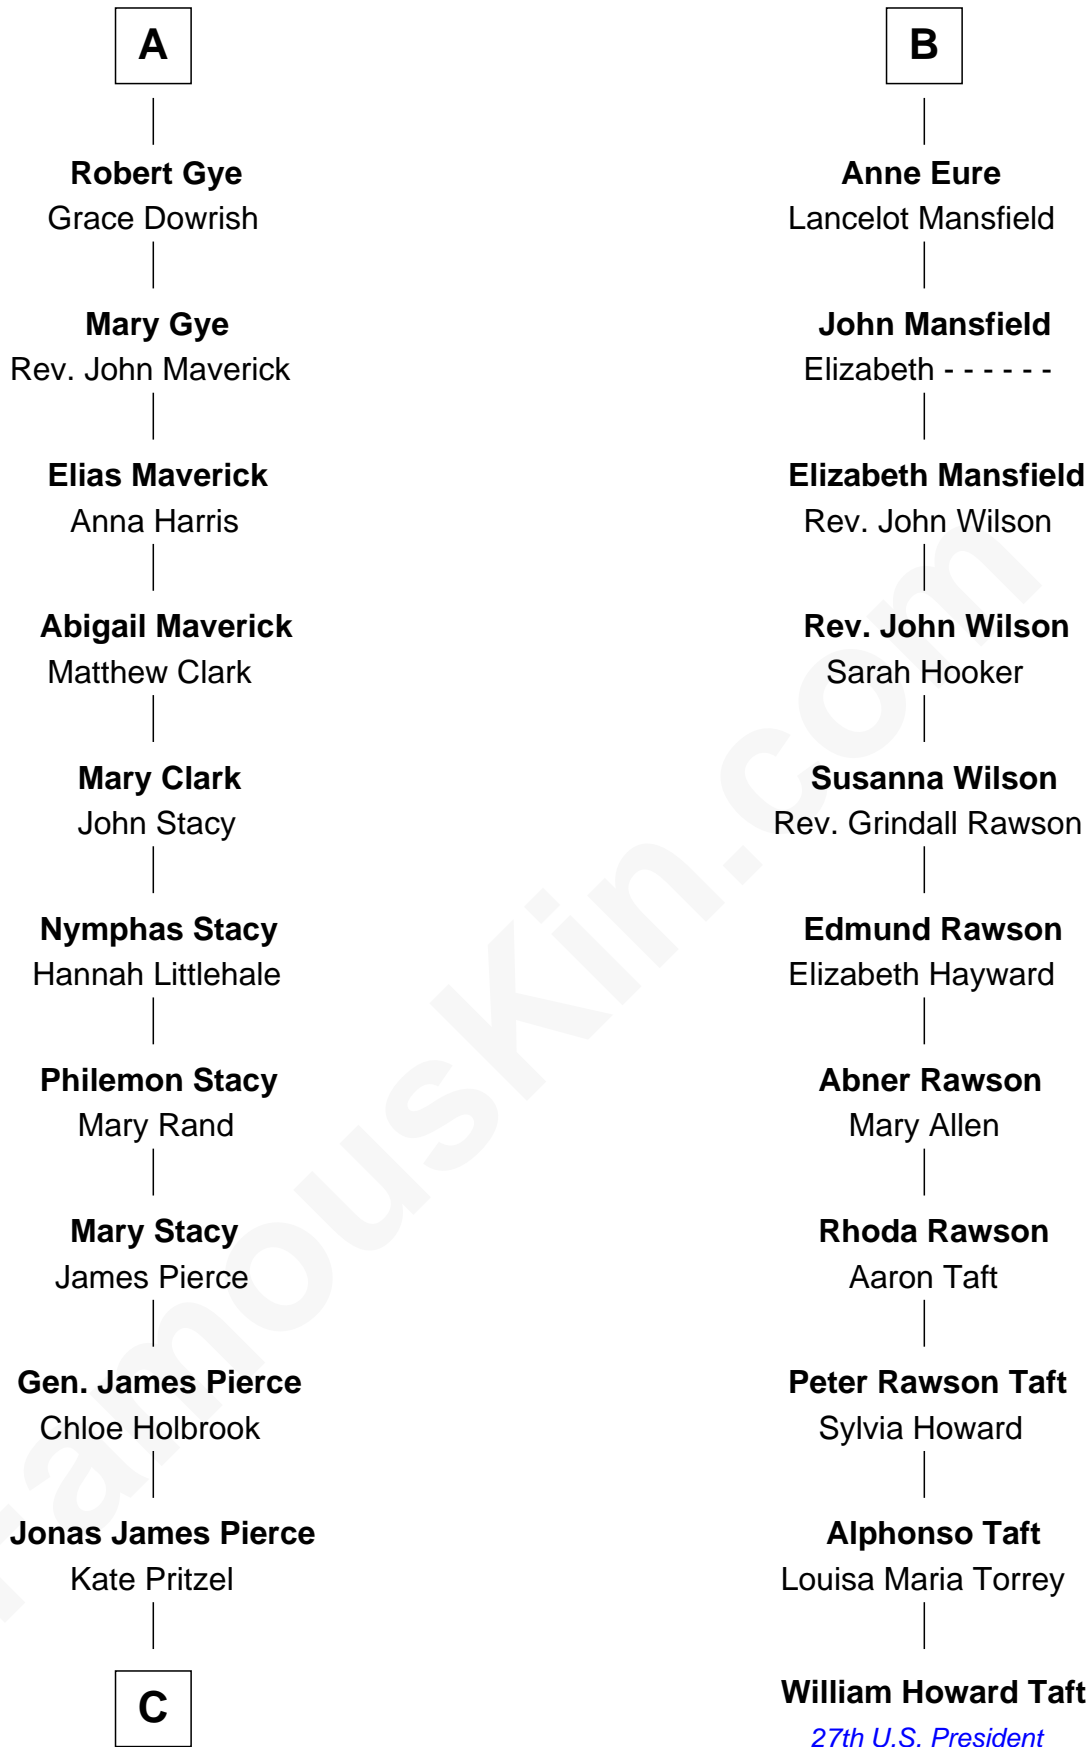 A
Robert Gye
Grace Dowrish
Mary Gye
Rev. John Maverick
Elias Maverick
Anna Harris
Abigail Maverick
Matthew Clark
Mary Clark
John Stacy
Nymphas Stacy
Hannah Littlehale
Philemon Stacy
Mary Rand
Mary Stacy
James Pierce
Gen. James Pierce
Chloe Holbrook
Jonas James Pierce
Kate Pritzel
C
B
Anne Eure
Lancelot Mansfield
John Mansfield
Elizabeth - - - - - -
Elizabeth Mansfield
Rev. John Wilson
Rev. John Wilson
Sarah Hooker
Susanna Wilson
Rev. Grindall Rawson
Edmund Rawson
Elizabeth Hayward
Abner Rawson
Mary Allen
Rhoda Rawson
Aaron Taft
Peter Rawson Taft
Sylvia Howard
Alphonso Taft
Louisa Maria Torrey
William Howard Taft
27th U.S. President
FamousKin.com